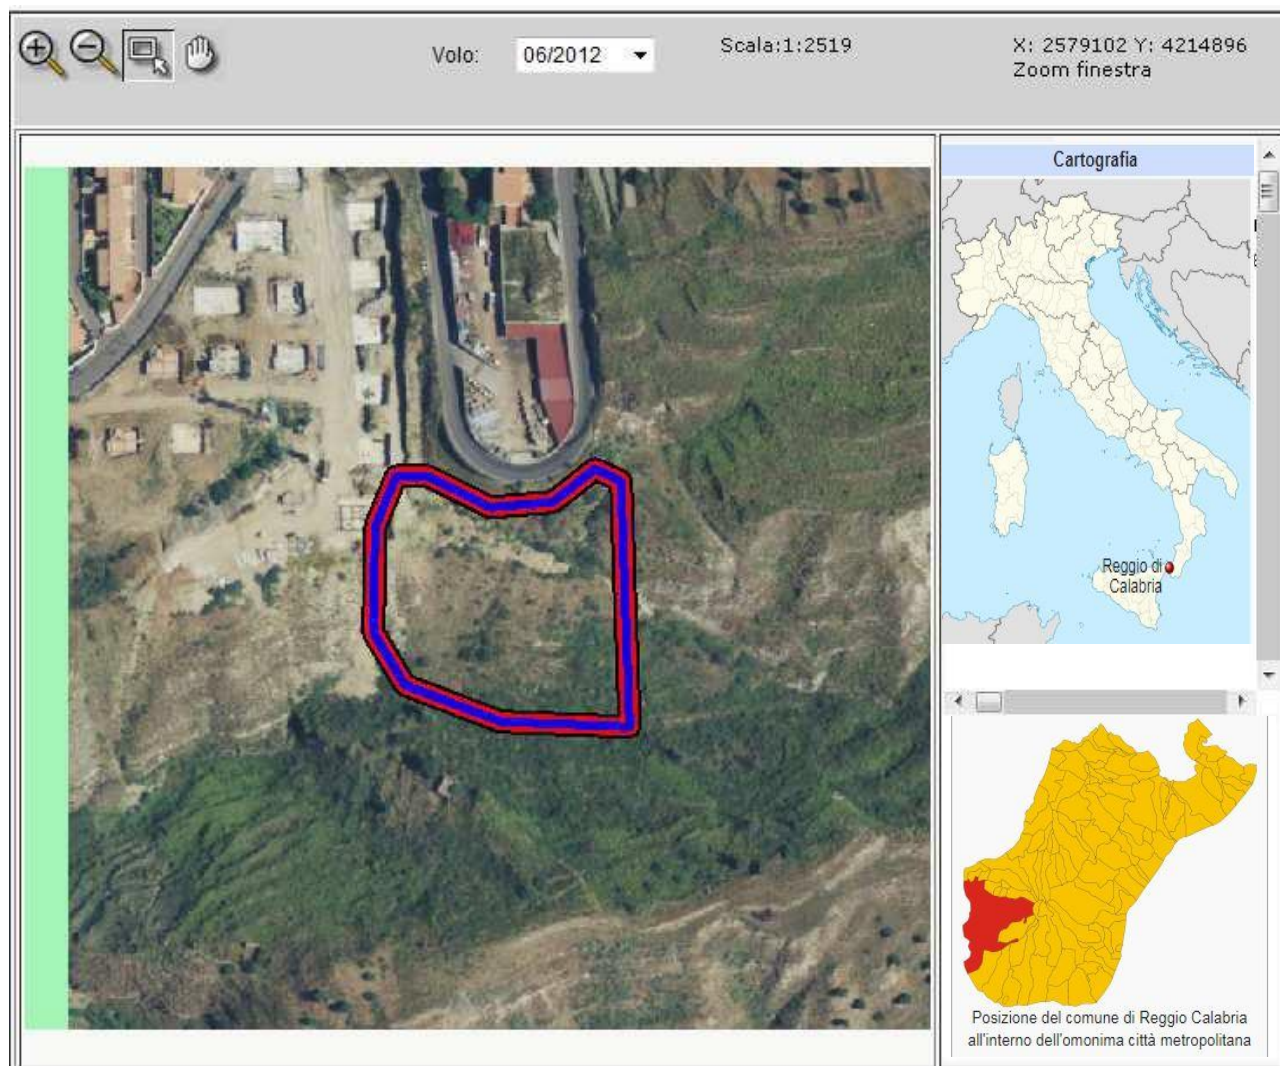 Volo:
06/2012
Scala:1:2519
X: 2579102 Y: 4214896
Zoom finestra
Cartografia
Reggio di
Calabria
Posizione del comune di Reggio Calabria
all'interno dell'omonima città metropolitana